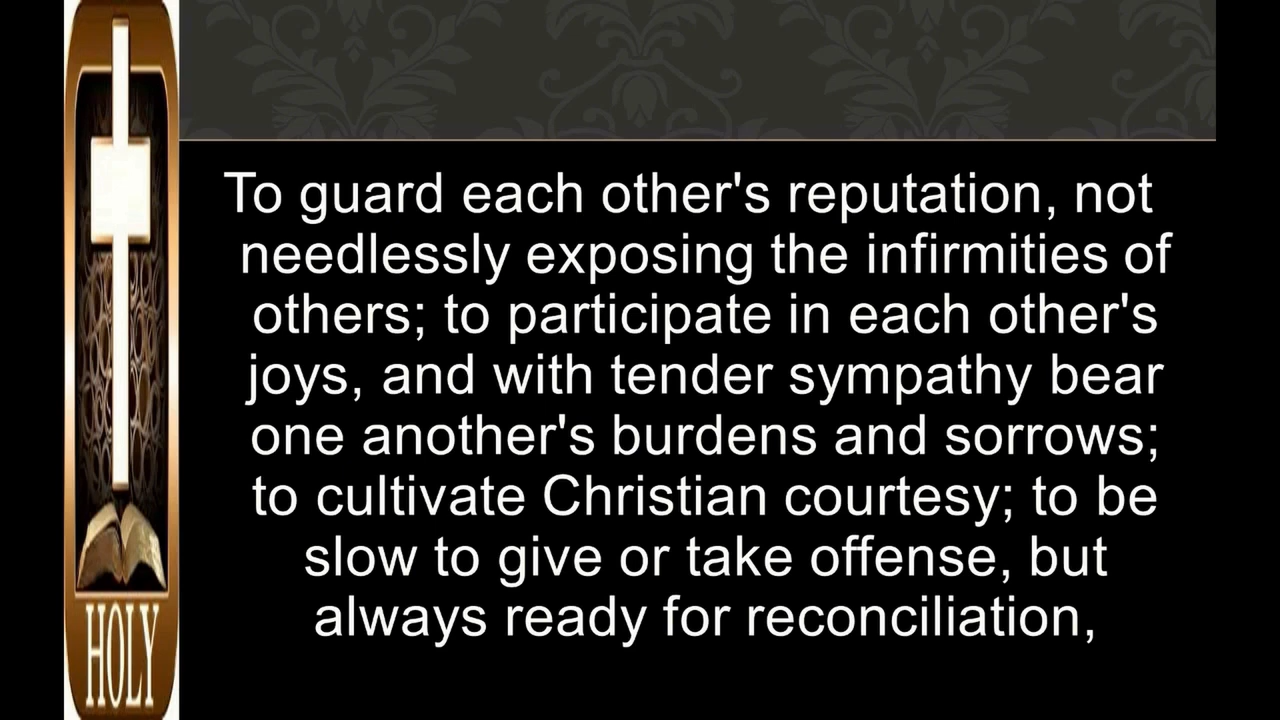 To guard each other's reputation, not
needlessly exposing the infirmities of
others; to participate in each other's
joys, and with tender sympathy bear
one another's burdens and sorrows;
to cultivate Christian courtesy; to be
slow to give or take offense, but
always ready for reconciliation,
HOLY